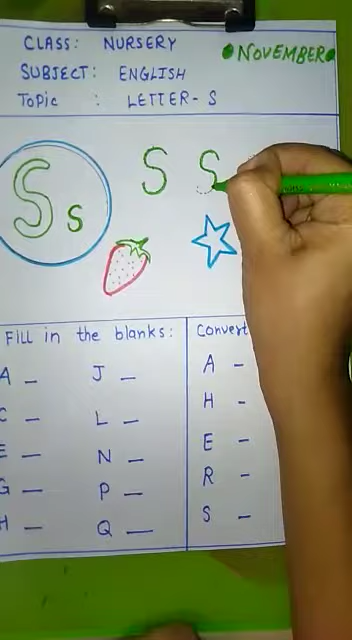 CLASS: NURSERY
•NOVEMBER•
SUBJECT: ENGLISH
TOPIC : LETTER-S
S s
S S
Fill in the blanks:
A _ J _
C _ L _
E _ N _
G _ P _
H _ Q _
Convert
A -
H -
E -
R -
S -